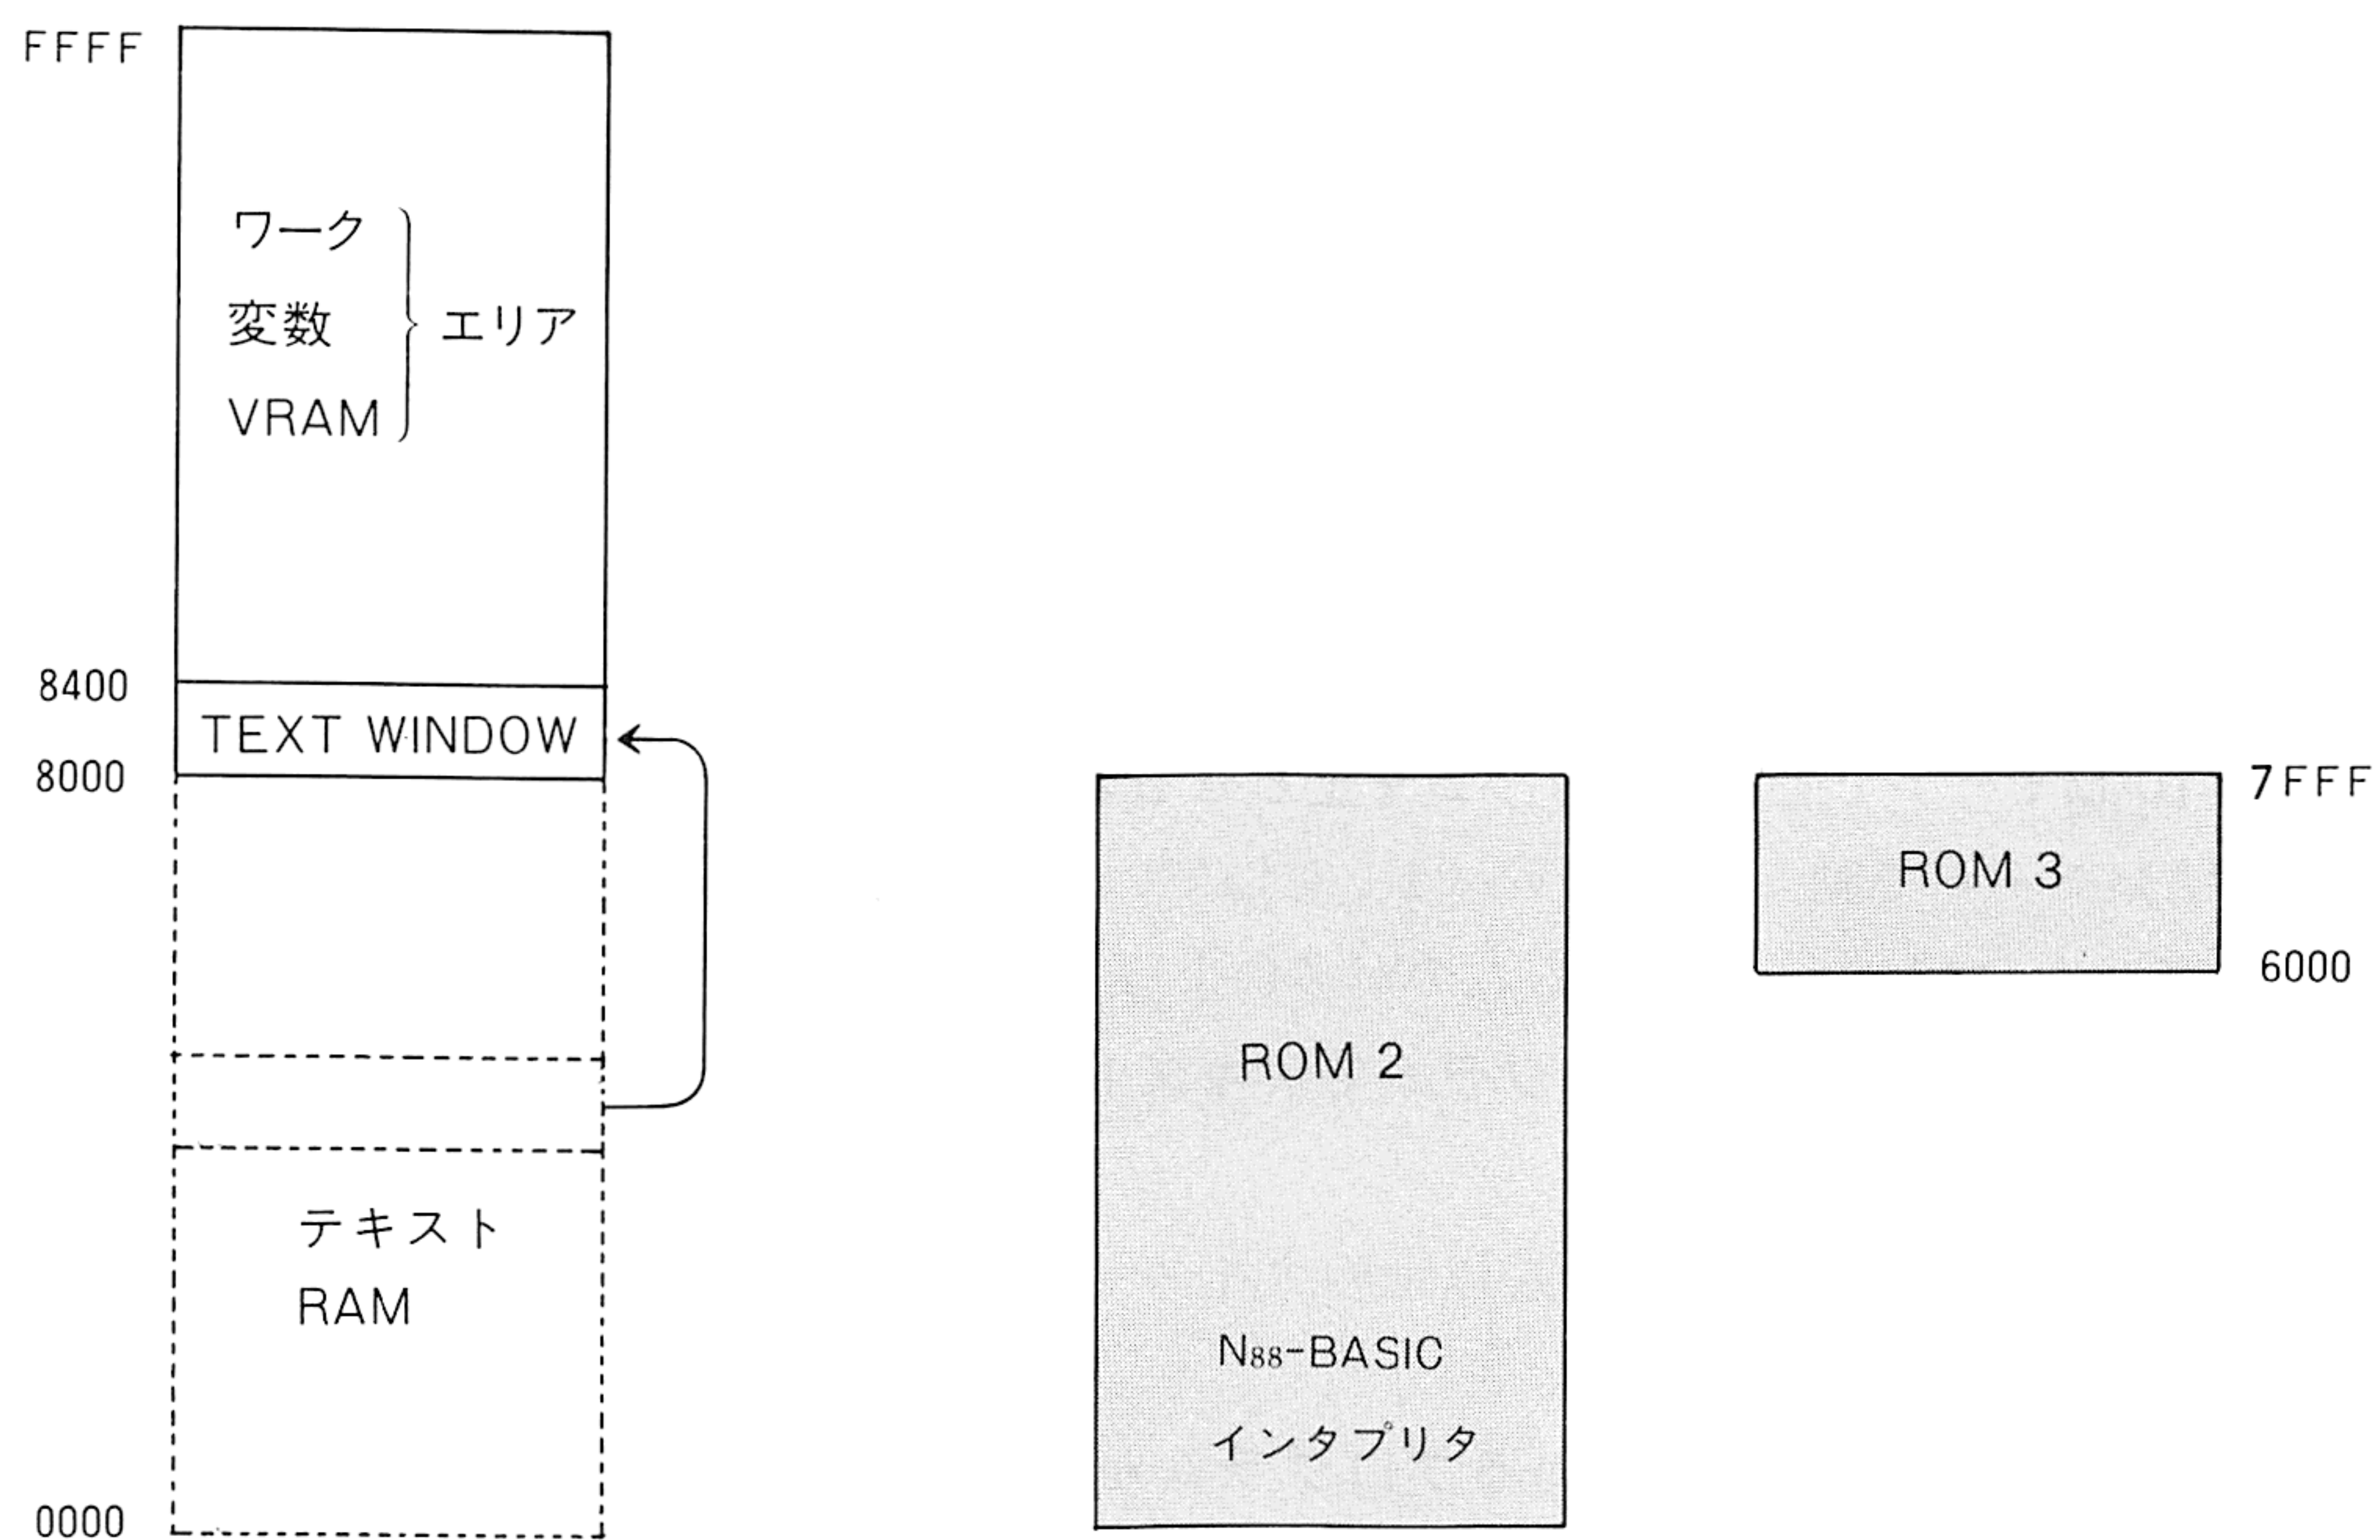 FFFF
ワーク
変数
VRAM
エリア
8400
TEXT WINDOW
8000
テキスト
RAM
0000
ROM 2
N88-BASIC
インタプリタ
ROM 3
7FFF
6000